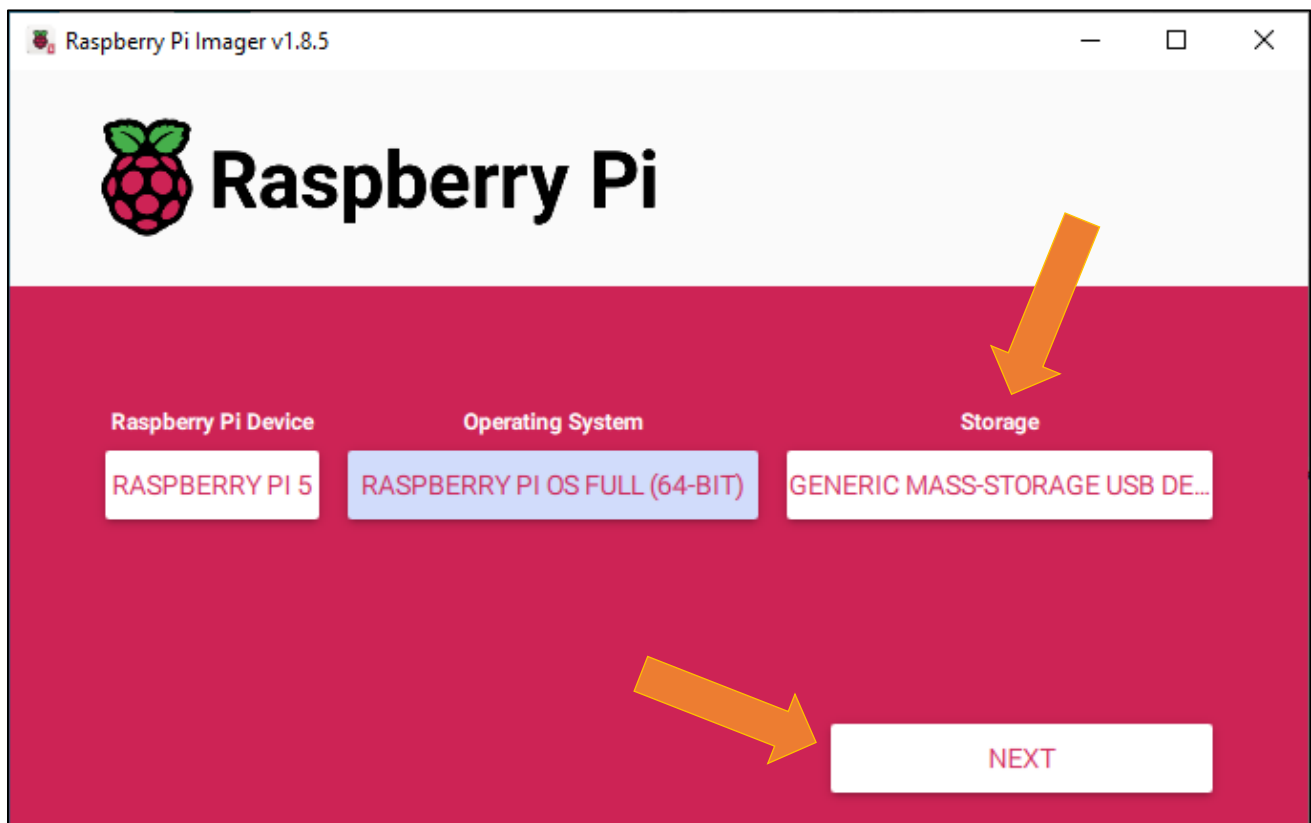 Raspberry Pi Imager v1.8.5
Raspberry Pi
Raspberry Pi Device
Operating System
Storage
RASPBERRY PI 5
RASPBERRY PI OS FULL (64-BIT)
GENERIC MASS-STORAGE USB DE...
NEXT